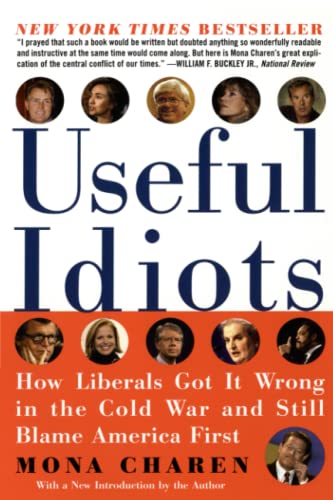 NEW YORK TIMES BESTSELLER
"I prayed that such a book would be written but doubted anything so wonderfully readable
and instructive at the same time would come along. But here is Mona Charen's great expli-
cation of the central conflict of our times." —WILLIAM F. BUCKLEY JR., National Review
Useful
Idiots
How Liberals Got It Wrong
in the Cold War and Still
Blame America First
MONA CHAREN
With a New Introduction by the Author